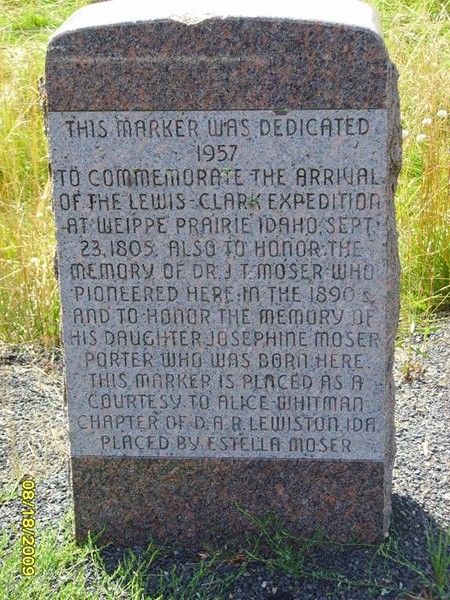 THIS MARKER WAS DEDICATED
1957
TO COMMEMORATE THE ARRIVAL
OF THE LEWIS-CLARK EXPEDITION
AT WEIPPE PRAIRIE IDAHO, SEPT.
23, 1805. ALSO TO HONOR THE
MEMORY OF DR. J. T. MOSER WHO
PIONEERED HERE IN THE 1890's
AND TO HONOR THE MEMORY OF
HIS DAUGHTER JOSEPHINE MOSER
PORTER WHO WAS BORN HERE
THIS MARKER IS PLACED AS A
COURTESY TO ALICE WHITMAN
CHAPTER OF D.A.R. LEWISTON, IDA
PLACED BY ESTELLA MOSER
08/18/2009